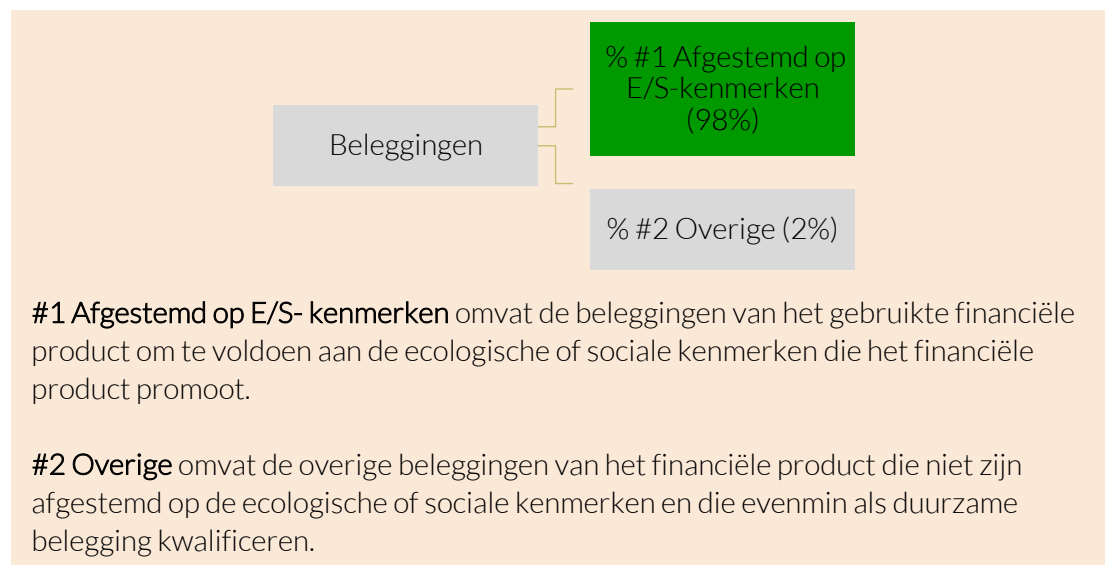 % #1 Afgestemd op
E/S-kenmerken
(98%)
Beleggingen
% #2 Overige (2%)
#1 Afgestemd op E/S- kenmerken omvat de beleggingen van het gebruikte financiële
product om te voldoen aan de ecologische of sociale kenmerken die het financiële
product promoot.
#2 Overige omvat de overige beleggingen van het financiële product die niet zijn
afgestemd op de ecologische of sociale kenmerken en die evenmin als duurzame
belegging kwalificeren.